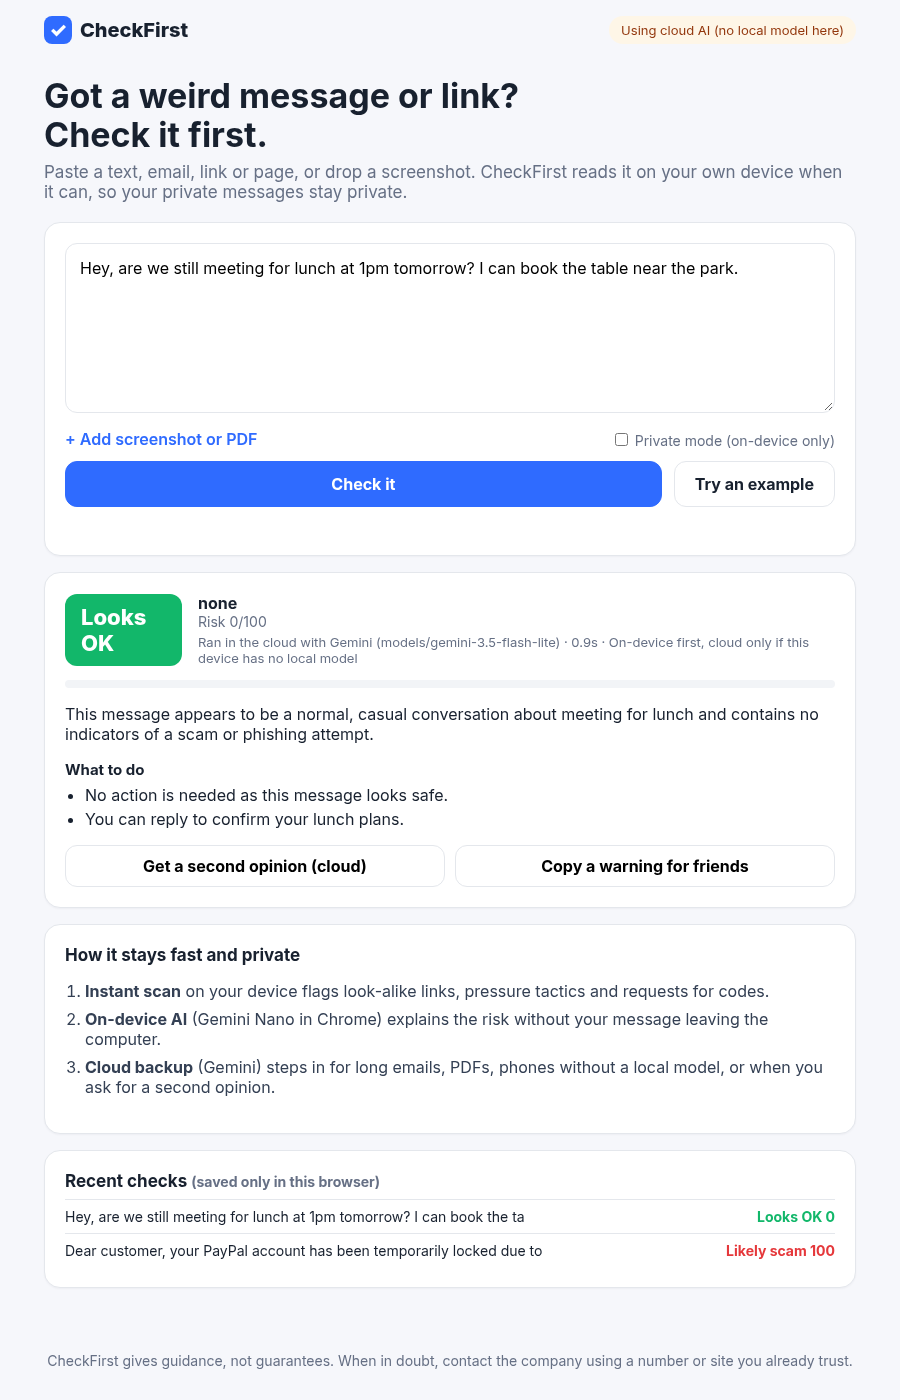 CheckFirst
Using cloud AI (no local model here)
Got a weird message or link?
Check it first.
Paste a text, email, link or page, or drop a screenshot. CheckFirst reads it on your own device when
it can, so your private messages stay private.
Hey, are we still meeting for lunch at 1pm tomorrow? I can book the table near the park.
+ Add screenshot or PDF
Private mode (on-device only)
Check it
Try an example
Looks
OK
none
Risk 0/100
Ran in the cloud with Gemini (models/gemini-3.5-flash-lite) · 0.9s · On-device first, cloud only if this
device has no local model
This message appears to be a normal, casual conversation about meeting for lunch and contains no
indicators of a scam or phishing attempt.
What to do
• No action is needed as this message looks safe.
• You can reply to confirm your lunch plans.
Get a second opinion (cloud)
Copy a warning for friends
How it stays fast and private
1. Instant scan on your device flags look-alike links, pressure tactics and requests for codes.
2. On-device AI (Gemini Nano in Chrome) explains the risk without your message leaving the
computer.
3. Cloud backup (Gemini) steps in for long emails, PDFs, phones without a local model, or when you
ask for a second opinion.
Recent checks (saved only in this browser)
Hey, are we still meeting for lunch at 1pm tomorrow? I can book the ta
Looks OK 0
Dear customer, your PayPal account has been temporarily locked due to
Likely scam 100
CheckFirst gives guidance, not guarantees. When in doubt, contact the company using a number or site you already trust.